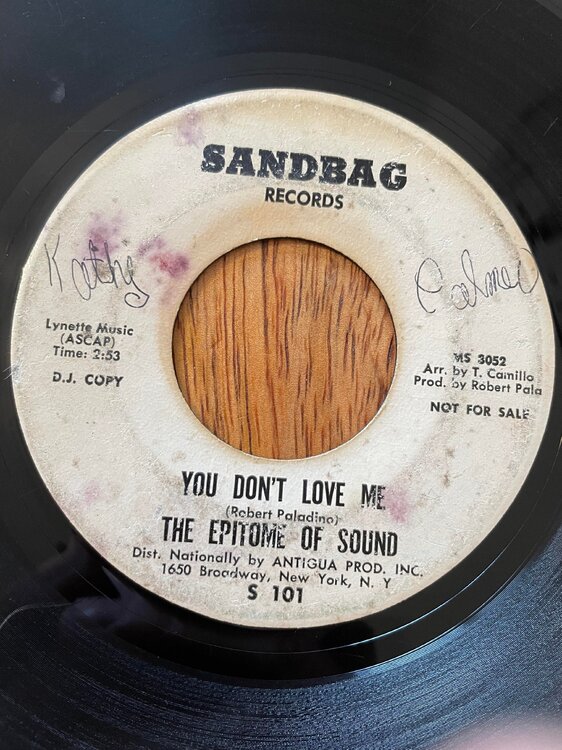 SANDBAG
RECORDS
Kathy
Lynette Music
(ASCAP)
Time: 2:53
D.J. COPY
MS 3052
Arr. by T. Camillo
Prod. by Robert Pala
NOT FOR SALE
YOU DON'T LOVE ME
(Robert Paladino)
THE EPITOME OF SOUND
Dist. Nationally by ANTIGUA PROD. INC.
1650 Broadway, New York, N. Y
S 101